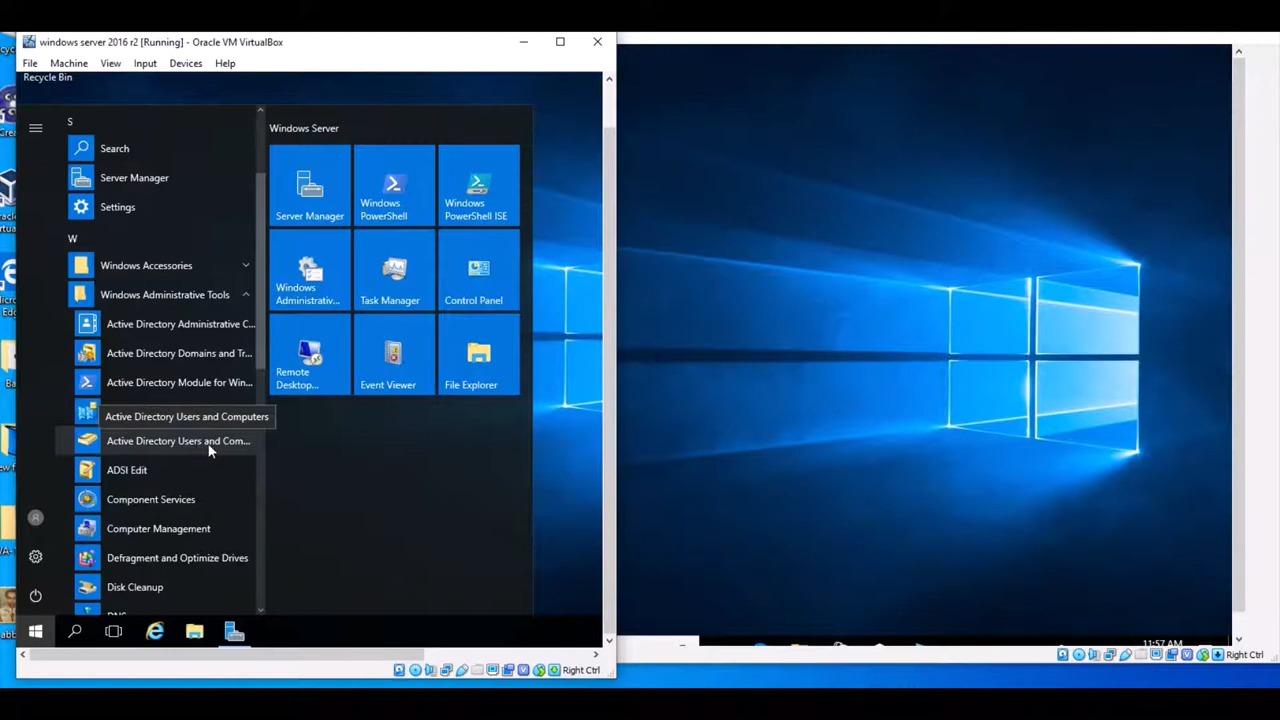 windows server 2016 r2 [Running] - Oracle VM VirtualBox
File Machine View Input Devices Help
Recycle Bin
S
Search
Server Manager
Settings
W
Windows Accessories
Windows Administrative Tools
Active Directory Administrative C...
Active Directory Domains and Tr...
Active Directory Module for Win...
Active Directory Users and Computers
Active Directory Users and Com...
ADSI Edit
Component Services
Computer Management
Defragment and Optimize Drives
Disk Cleanup
DNS
Windows Server
Server Manager
Windows PowerShell
Windows PowerShell ISE
Windows Administrativ...
Task Manager
Control Panel
Remote Desktop...
Event Viewer
File Explorer
Right Ctrl
11:57 AM
Right Ctrl